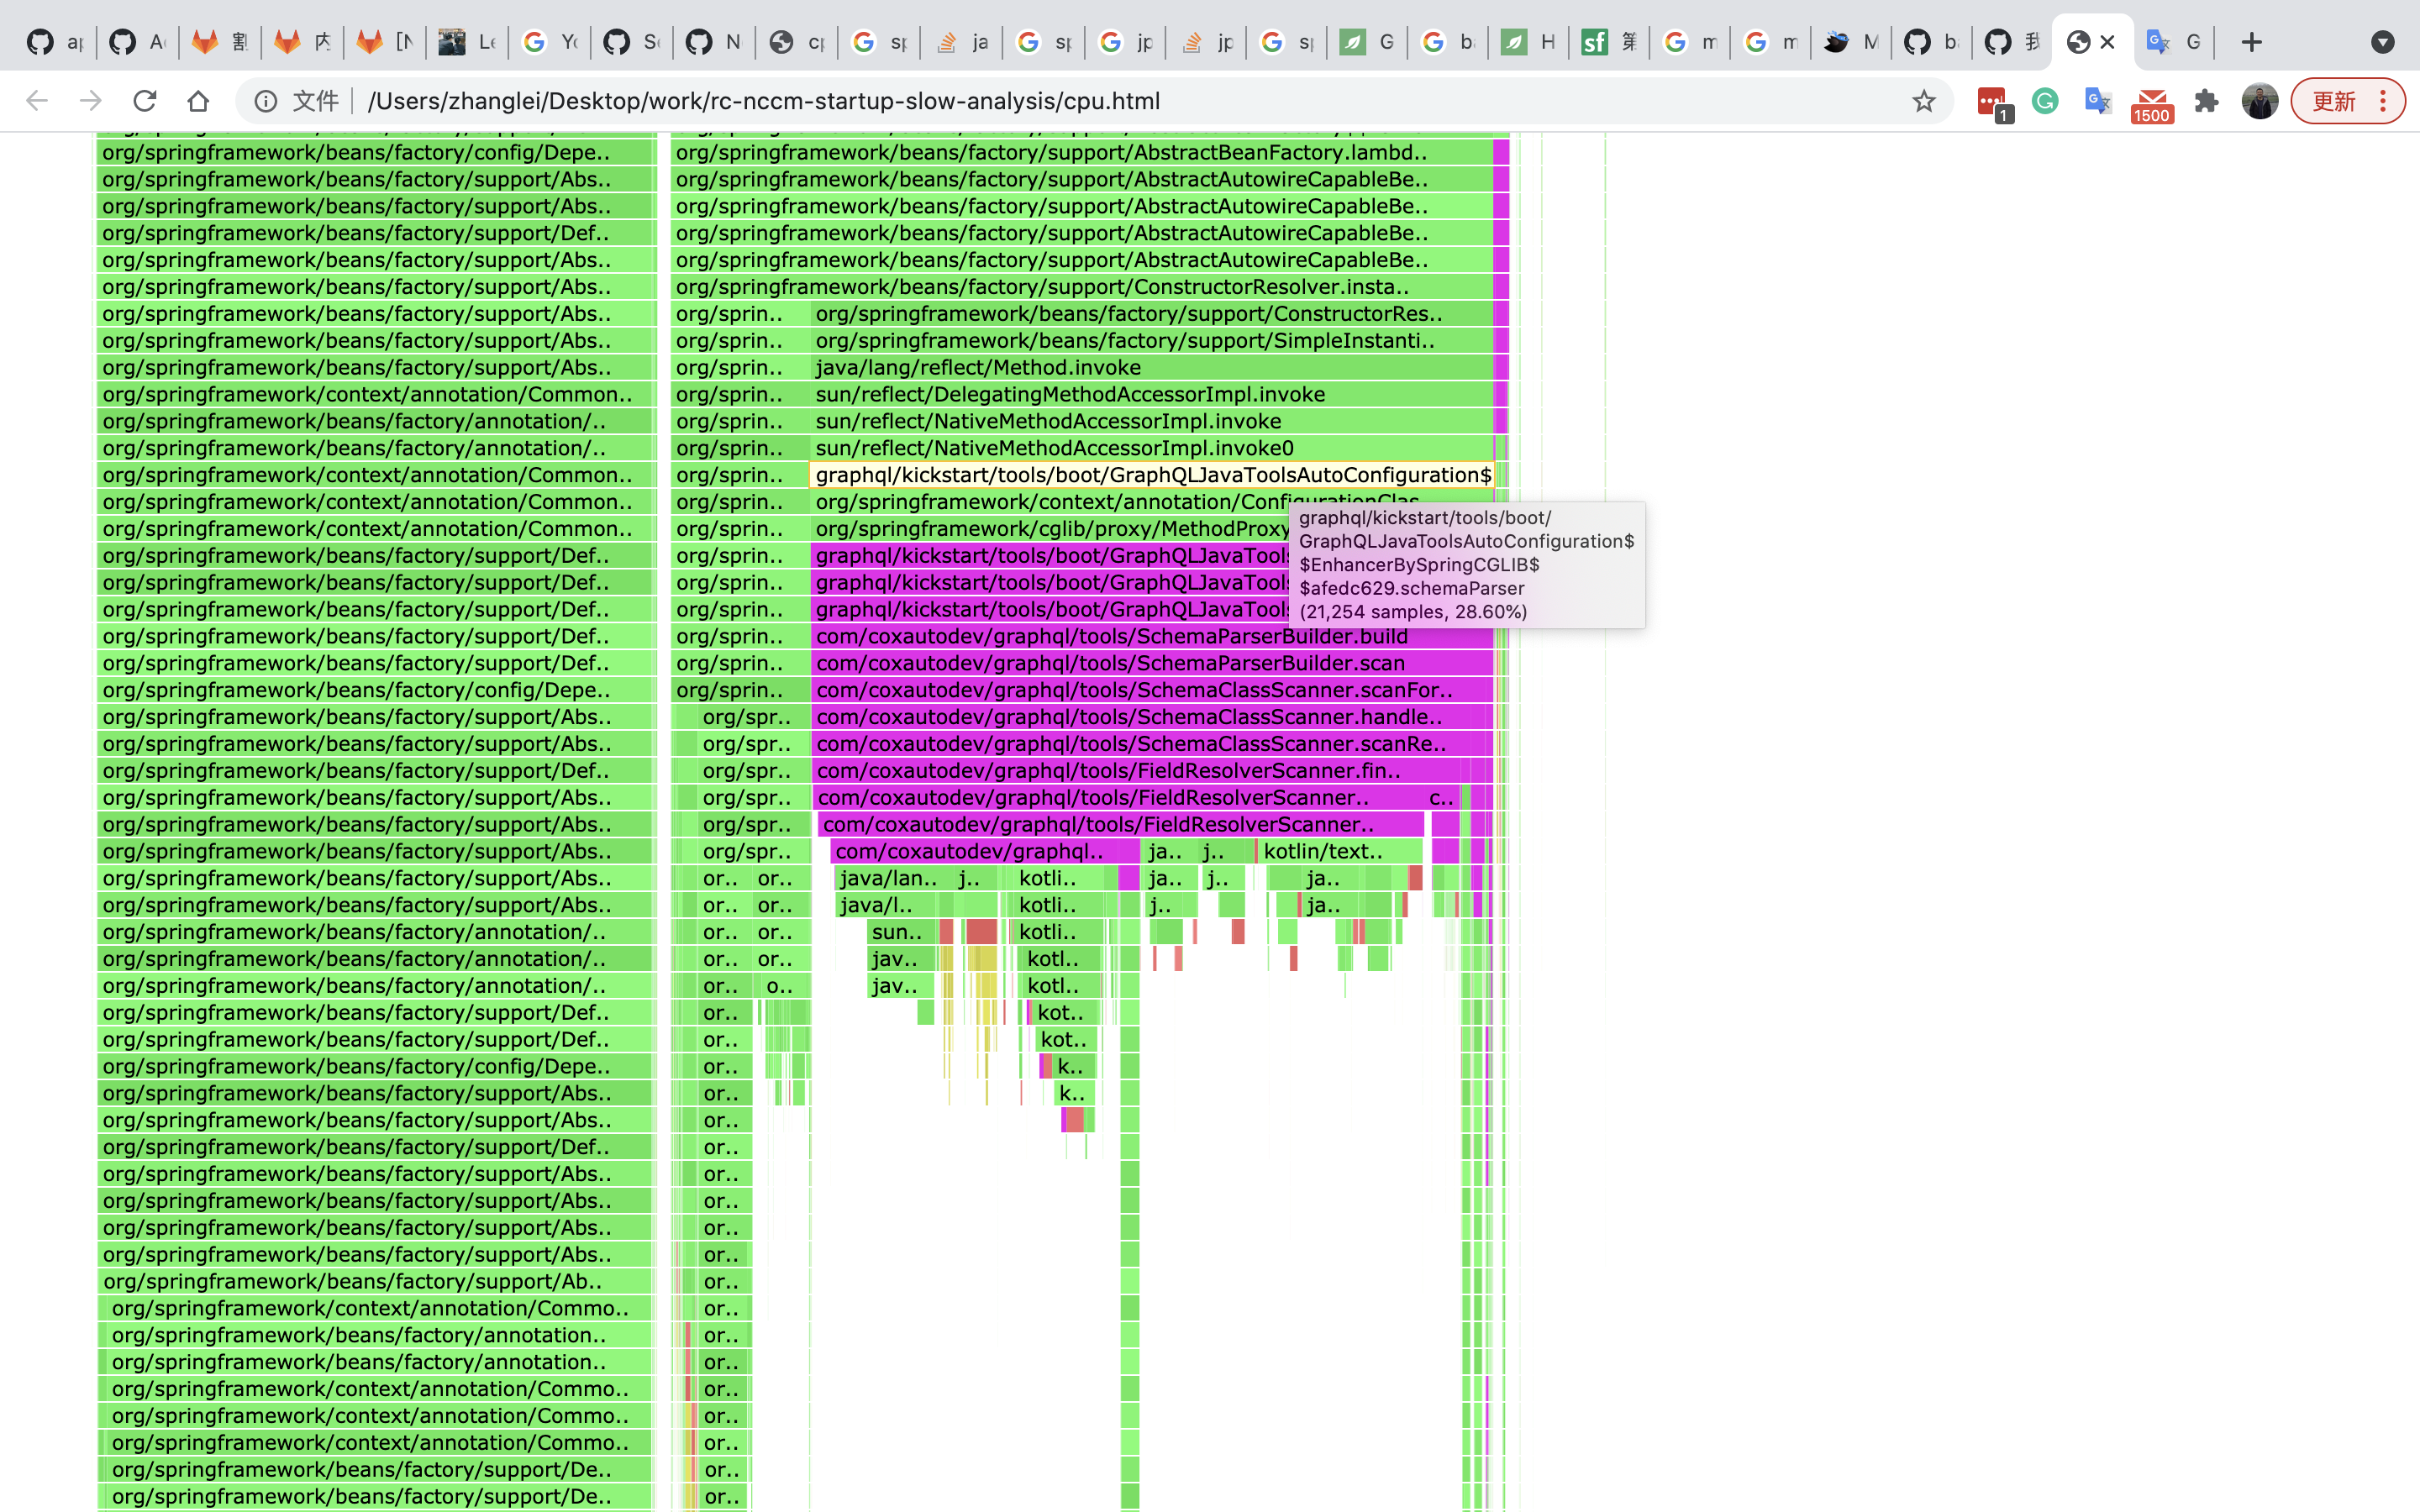 ap A 割 内 [N Le Yo S N cp sp ja sp jp jp sp G b H 第 m m M b 我 G
文件 /Users/zhanglei/Desktop/work/rc-nccm-startup-slow-analysis/cpu.html 1 1500 更新
org/springframework/beans/factory/config/Depe.. org/springframework/beans/factory/support/AbstractBeanFactory.lambd..
org/springframework/beans/factory/support/Abs.. org/springframework/beans/factory/support/AbstractAutowireCapableBe..
org/springframework/beans/factory/support/Abs.. org/springframework/beans/factory/support/AbstractAutowireCapableBe..
org/springframework/beans/factory/support/Def.. org/springframework/beans/factory/support/AbstractAutowireCapableBe..
org/springframework/beans/factory/support/Abs.. org/springframework/beans/factory/support/AbstractAutowireCapableBe..
org/springframework/beans/factory/support/Abs.. org/springframework/beans/factory/support/ConstructorResolver.insta..
org/springframework/beans/factory/support/Abs.. org/sprin.. org/springframework/beans/factory/support/ConstructorRes..
org/springframework/beans/factory/support/Abs.. org/sprin.. org/springframework/beans/factory/support/SimpleInstanti..
org/springframework/beans/factory/support/Abs.. org/sprin.. java/lang/reflect/Method.invoke
org/springframework/context/annotation/Common.. org/sprin.. sun/reflect/DelegatingMethodAccessorImpl.invoke
org/springframework/beans/factory/annotation/.. org/sprin.. sun/reflect/NativeMethodAccessorImpl.invoke
org/springframework/beans/factory/annotation/.. org/sprin.. sun/reflect/NativeMethodAccessorImpl.invoke0
org/springframework/context/annotation/Common.. org/sprin.. graphql/kickstart/tools/boot/GraphQLJavaToolsAutoConfiguration$
org/springframework/context/annotation/Common.. org/sprin.. org/springframework/context/annotation/ConfigurationClas..
org/springframework/context/annotation/Common.. org/sprin.. org/springframework/cglib/proxy/MethodProxy
org/springframework/beans/factory/support/Def.. org/sprin.. graphql/kickstart/tools/boot/GraphQLJavaTools
org/springframework/beans/factory/support/Def.. org/sprin.. graphql/kickstart/tools/boot/GraphQLJavaTools
org/springframework/beans/factory/support/Def.. org/sprin.. graphql/kickstart/tools/boot/GraphQLJavaTools
graphql/kickstart/tools/boot/
GraphQLJavaToolsAutoConfiguration$
$EnhancerBySpringCGLIB$
$afedc629.schemaParser
(21,254 samples, 28.60%)
org/springframework/beans/factory/support/Def.. org/sprin.. com/coxautodev/graphql/tools/SchemaParserBuilder.build
org/springframework/beans/factory/support/Def.. org/sprin.. com/coxautodev/graphql/tools/SchemaParserBuilder.scan
org/springframework/beans/factory/config/Depe.. org/sprin.. com/coxautodev/graphql/tools/SchemaClassScanner.scanFor..
org/springframework/beans/factory/support/Abs.. org/spr.. com/coxautodev/graphql/tools/SchemaClassScanner.handle..
org/springframework/beans/factory/support/Abs.. org/spr.. com/coxautodev/graphql/tools/SchemaClassScanner.scanRe..
org/springframework/beans/factory/support/Def.. org/spr.. com/coxautodev/graphql/tools/FieldResolverScanner.fin..
org/springframework/beans/factory/support/Abs.. org/spr.. com/coxautodev/graphql/tools/FieldResolverScanner.. c..
org/springframework/beans/factory/support/Abs.. org/spr.. com/coxautodev/graphql/tools/FieldResolverScanner..
org/springframework/beans/factory/support/Abs.. org/spr.. com/coxautodev/graphql.. ja.. j.. kotlin/text..
org/springframework/beans/factory/support/Abs.. or.. or.. java/lan.. j.. kotli.. ja.. j.. ja..
org/springframework/beans/factory/support/Abs.. or.. or.. java/l.. kotli.. j.. ja..
org/springframework/beans/factory/annotation/.. or.. or.. sun.. kotli..
org/springframework/beans/factory/annotation/.. or.. or.. jav.. kotl..
org/springframework/beans/factory/annotation/.. or.. o.. jav.. kotl..
org/springframework/beans/factory/support/Def.. or.. kot..
org/springframework/beans/factory/support/Def.. or.. kot..
org/springframework/beans/factory/config/Depe.. or.. k..
org/springframework/beans/factory/support/Abs.. or.. k..
org/springframework/beans/factory/support/Abs.. or..
org/springframework/beans/factory/support/Def.. or..
org/springframework/beans/factory/support/Abs.. or..
org/springframework/beans/factory/support/Abs.. or..
org/springframework/beans/factory/support/Abs.. or..
org/springframework/beans/factory/support/Abs.. or..
org/springframework/beans/factory/support/Ab.. or..
org/springframework/context/annotation/Commo.. or..
org/springframework/beans/factory/annotation.. or..
org/springframework/beans/factory/annotation.. or..
org/springframework/context/annotation/Commo.. or..
org/springframework/context/annotation/Commo.. or..
org/springframework/context/annotation/Commo.. or..
org/springframework/beans/factory/support/De.. or..
org/springframework/beans/factory/support/De.. or..